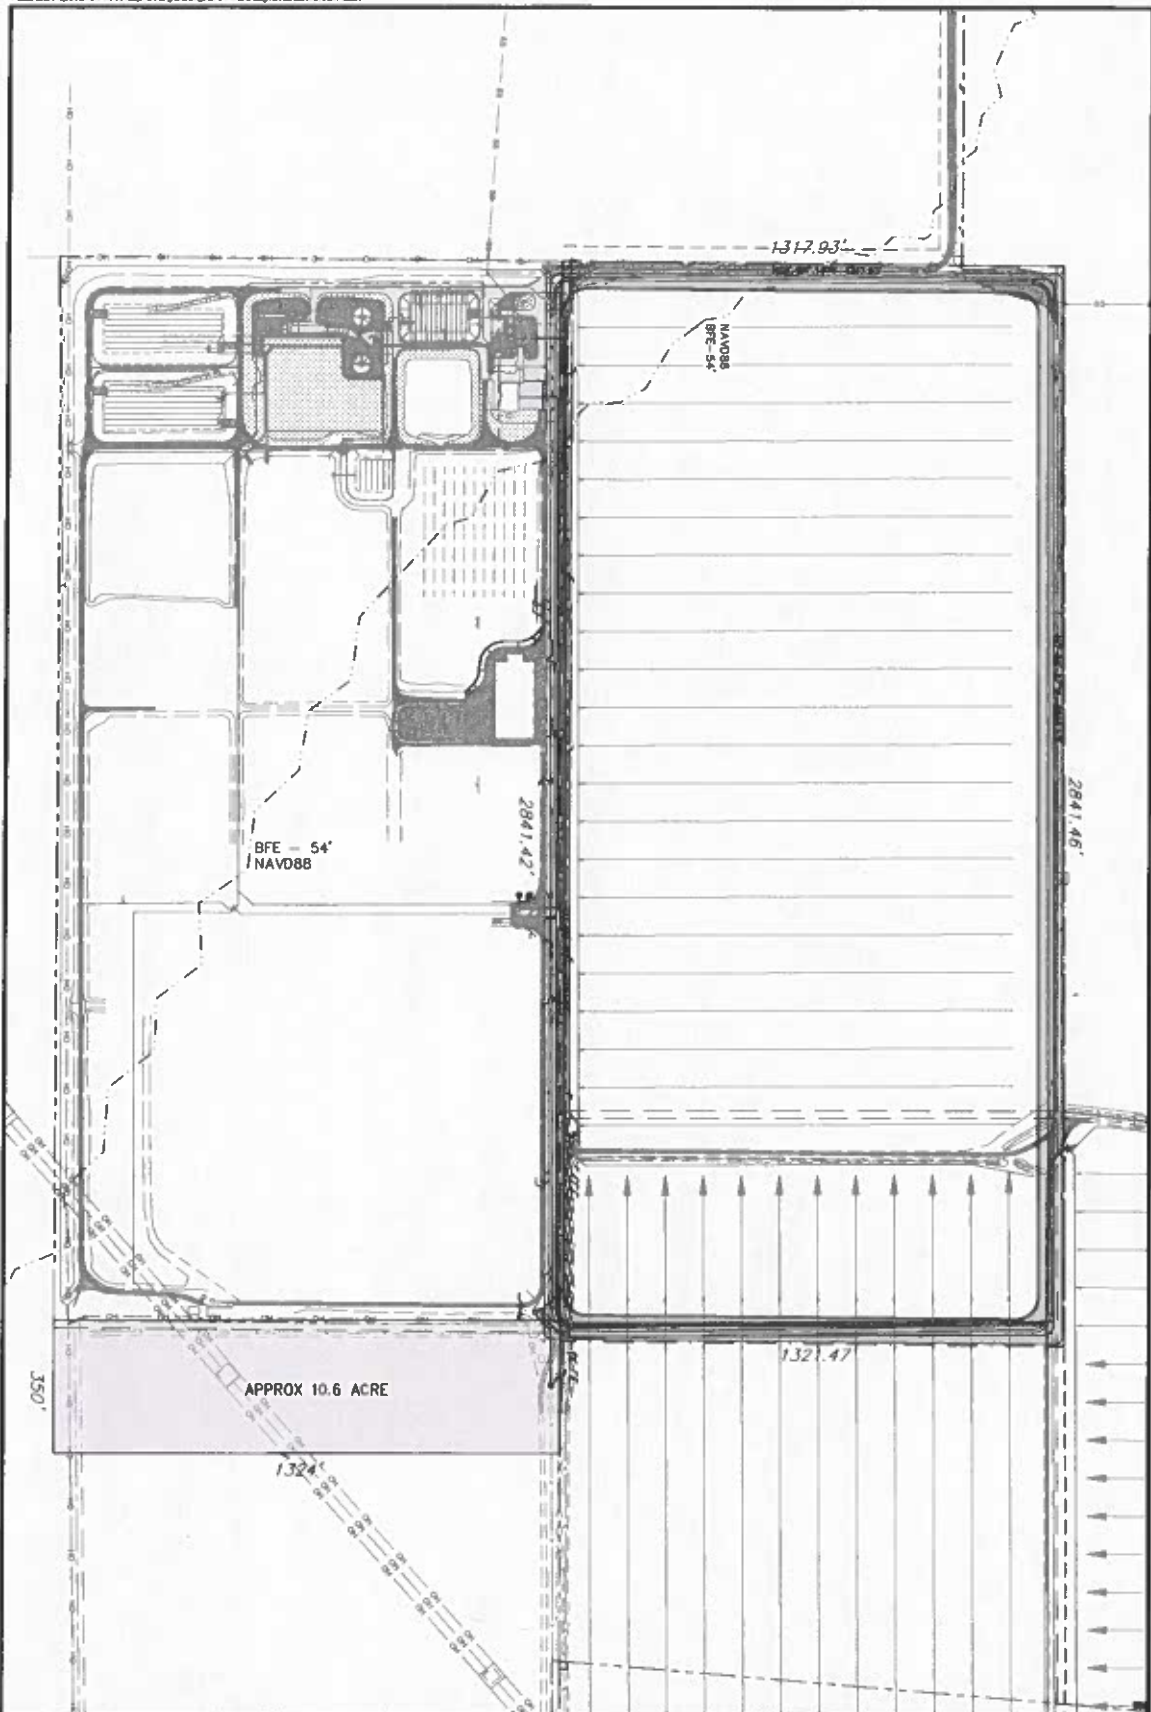 1317.93'
NAVD88
BFE-54'
2841.46'
2841.42'
BFE - 54'
NAVD88
1321.47
350'
APPROX 10.6 ACRE
1324'